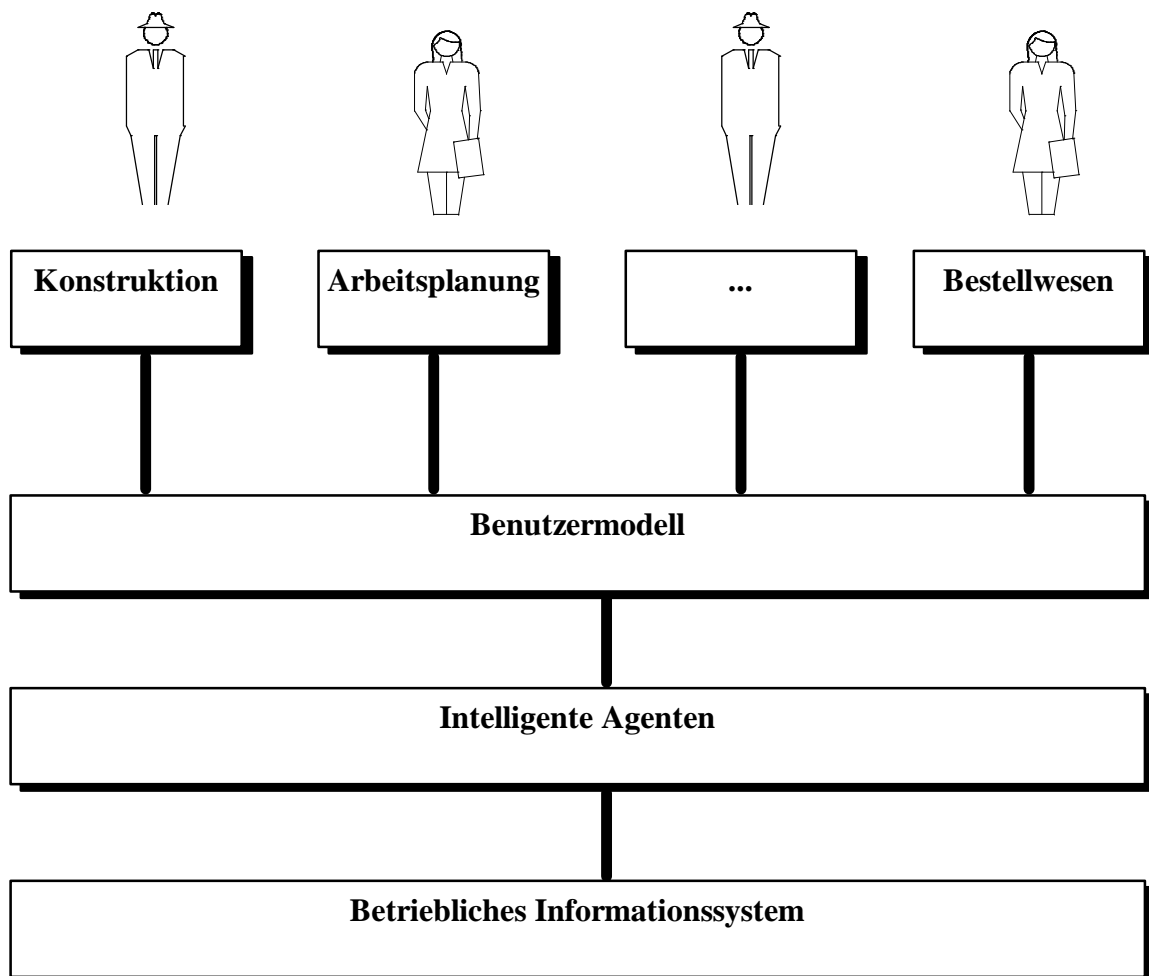 Konstruktion
Arbeitsplanung
...
Bestellwesen
Benutzermodell
Intelligente Agenten
Betriebliches Informationssystem